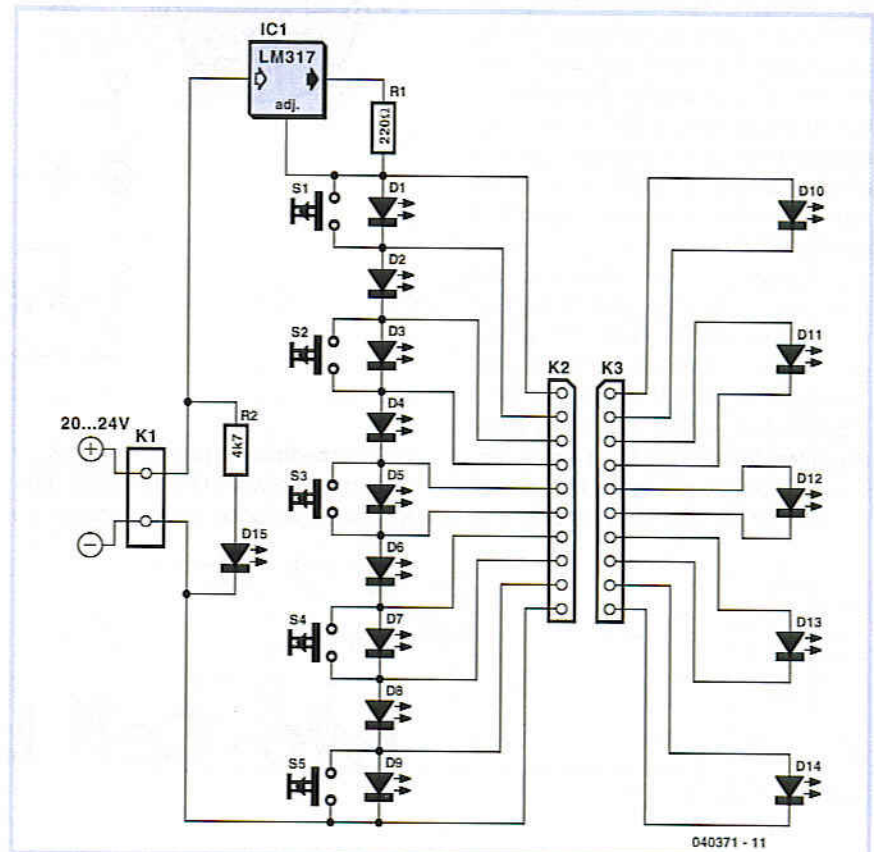 IC1
LM317
adj.
R1
220Ω
S1
D1
D10
D2
S2
D3
D11
K2
K3
D4
R2
20...24V
K1
4k7
+
S3
D5
D12
−
D15
D6
S4
D7
D13
D8
S5
D9
D14
040371 - 11